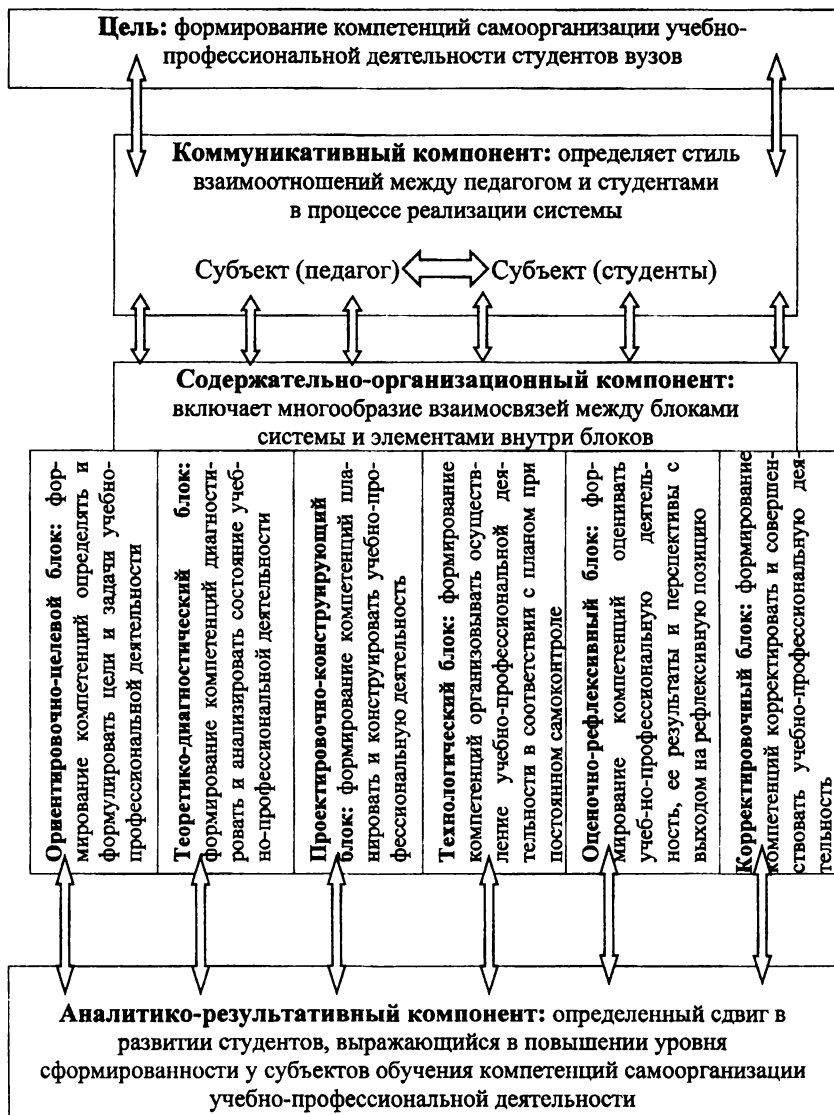 Цель: формирование компетенций самоорганизации учебно-
профессиональной деятельности студентов вузов
Коммуникативный компонент: определяет стиль
взаимоотношений между педагогом и студентами
в процессе реализации системы
Субъект (педагог) Субъект (студенты)
Содержательно-организационный компонент:
включает многообразие взаимосвязей между блоками
системы и элементами внутри блоков
Ориентировочно-целевой блок: фор-
мирование компетенций определять и
формулировать цели и задачи учебно-
профессиональной деятельности
Теоретико-диагностический блок:
формирование компетенций диагности-
ровать и анализировать состояние учеб-
но-профессиональной деятельности
Проектировочно-конструирующий
блок: формирование компетенций пла-
нировать и конструировать учебно-про-
фессиональную деятельность
Технологический блок: формирование
компетенций организовывать осуществ-
ление учебно-профессиональной дея-
тельности в соответствии с планом при
постоянном самоконтроле
Оценочно-рефлексивный блок: фор-
мирование компетенций оценивать
учеб-но-профессиональную деятель-
ность, ее результаты и перспективы с
выходом на рефлексивную позицию
Корректировочный блок: формирование
компетенций корректировать и совершен-
ствовать учебно-профессиональную дея-
тельность
Аналитико-результативный компонент: определенный сдвиг в
развитии студентов, выражающийся в повышении уровня
сформированности у субъектов обучения компетенций самоорганизации
учебно-профессиональной деятельности